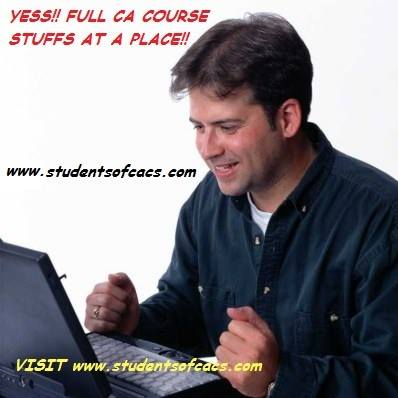 YESS!! FULL CA COURSE
STUFFS AT A PLACE!!
www.studentsofcacs.com
VISIT www.studentsofcacs.com